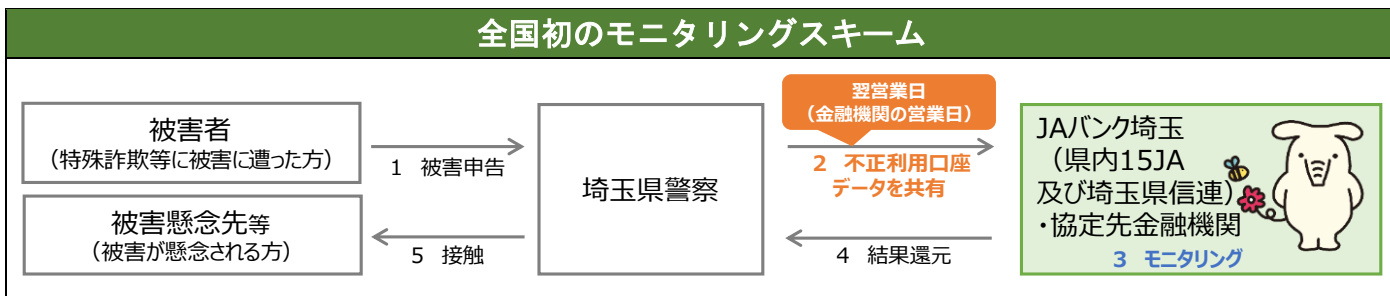 全国初のモニタリングスキーム
被害者
（特殊詐欺等に被害に遭った方）
1 被害申告
埼玉県警察
翌営業日
（金融機関の営業日）
2 不正利用口座
データを共有
JAバンク埼玉
（県内15JA
及び埼玉県信連）
・協定先金融機関
3 モニタリング
4 結果還元
5 接触
被害懸念先等
（被害が懸念される方）